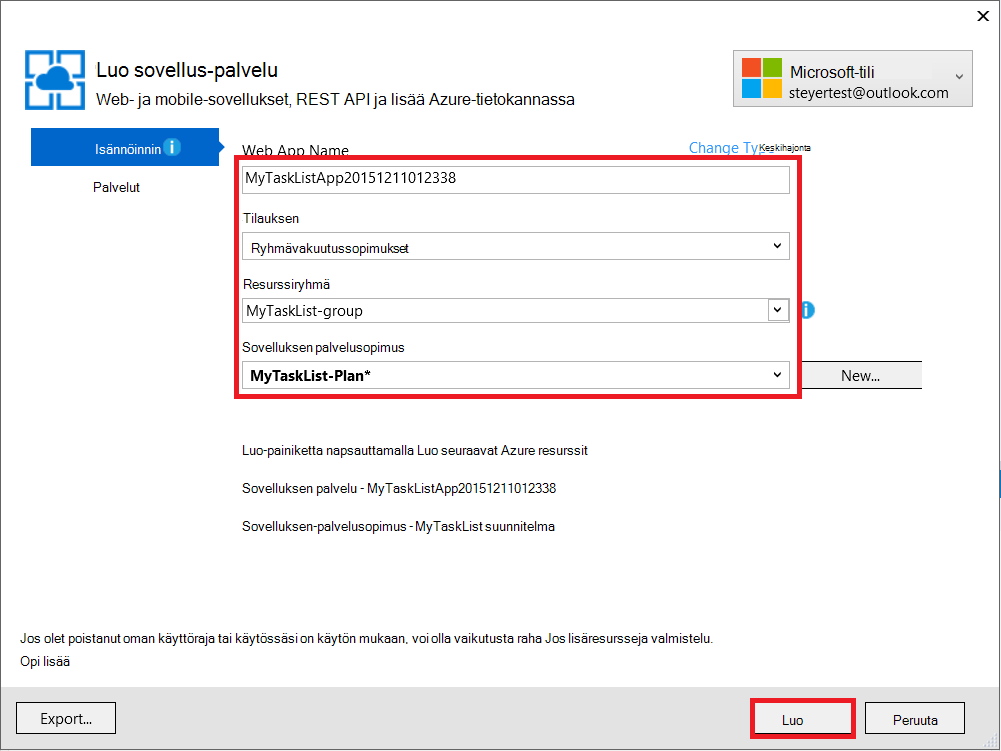 Luo sovellus-palvelu
Web- ja mobile-sovellukset, REST API ja lisää Azure-tietokannassa
Microsoft-tili
steyertest@outlook.com
Isännöinnin
Palvelut
Web App Name
Change Type
Keskihajonta
MyTaskListApp20151211012338
Tilauksen
Ryhmävakuutussopimukset
Resurssiryhmä
MyTaskList-group
Sovelluksen palvelusopimus
MyTaskList-Plan*
New...
Luo-painiketta napsauttamalla Luo seuraavat Azure resurssit
Sovelluksen palvelu - MyTaskListApp20151211012338
Sovelluksen-palvelusopimus - MyTaskList suunnitelma
Jos olet poistanut oman käyttöraja tai käytössäsi on käytön mukaan, voi olla vaikutusta raha Jos lisäresursseja valmistelu.
Opi lisää
Export...
Luo
Peruuta